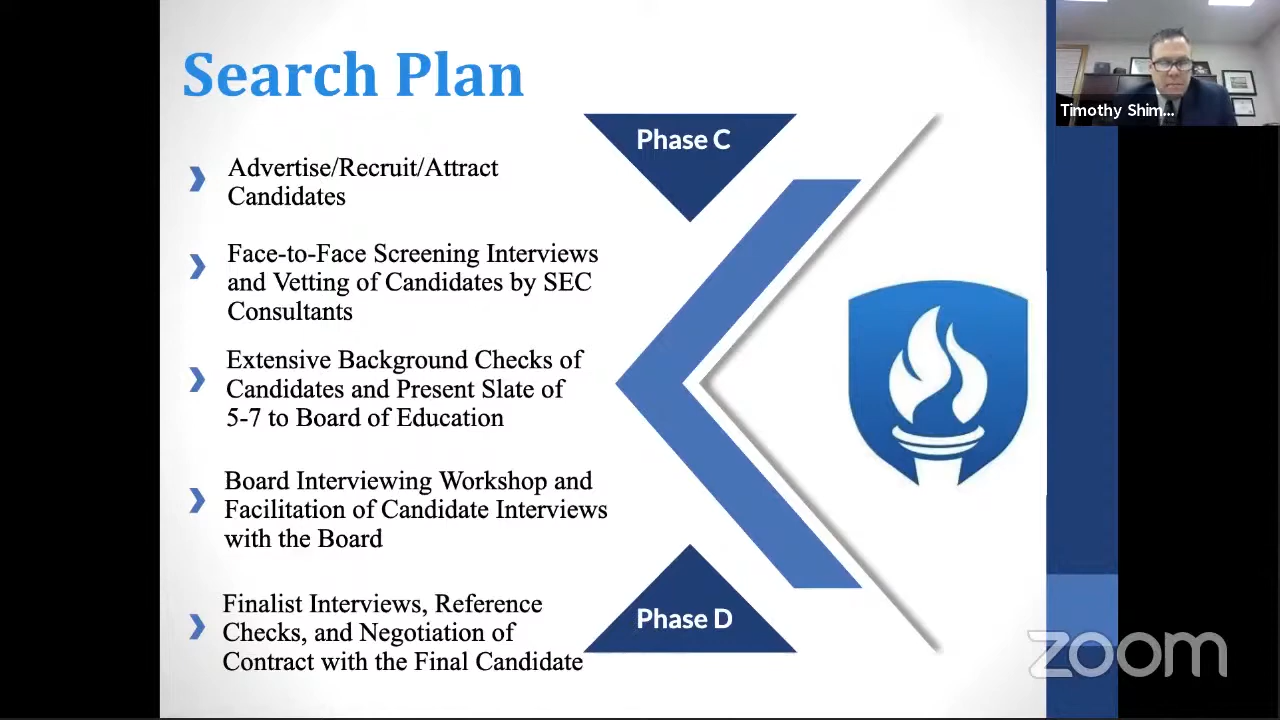 Search Plan
Phase C
Advertise/Recruit/Attract
Candidates
Face-to-Face Screening Interviews
and Vetting of Candidates by SEC
Consultants
Extensive Background Checks of
Candidates and Present Slate of
5-7 to Board of Education
Board Interviewing Workshop and
Facilitation of Candidate Interviews
with the Board
Finalist Interviews, Reference
Checks, and Negotiation of
Contract with the Final Candidate
Phase D
Timothy Shim...
zoom